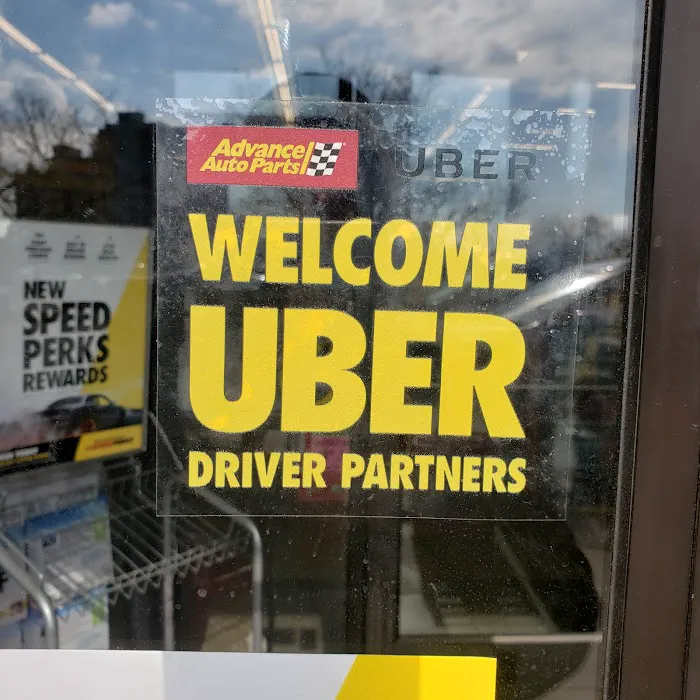 Advance
Auto Parts
UBER
WELCOME
UBER
DRIVER PARTNERS
NEW
SPEED
PERKS
REWARDS